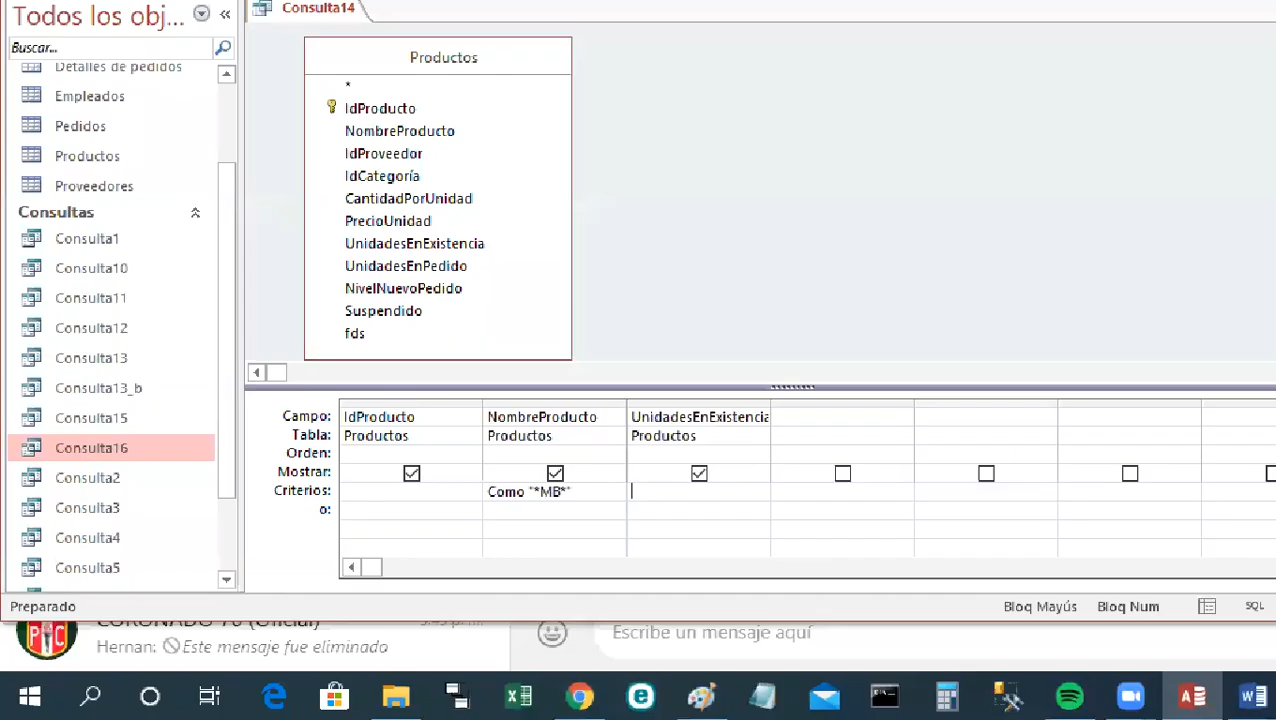 Todos los obj...
Buscar...
Detalles de pedidos
Empleados
Pedidos
Productos
Proveedores
Consultas
Consulta1
Consulta10
Consulta11
Consulta12
Consulta13
Consulta13_b
Consulta15
Consulta16
Consulta2
Consulta3
Consulta4
Consulta5
Consulta14
Productos
*
IdProducto
NombreProducto
IdProveedor
IdCategoría
CantidadPorUnidad
PrecioUnidad
UnidadesEnExistencia
UnidadesEnPedido
NivelNuevoPedido
Suspendido
fds
Campo: IdProducto NombreProducto UnidadesEnExistencia
Tabla: Productos Productos Productos
Orden:
Mostrar:
Criterios: Como "*MB*"
o:
Preparado Bloq Mayús Bloq Num SQL
CORONADO 76 (Oficial)
Hernan: Este mensaje fue eliminado
Escribe un mensaje aquí